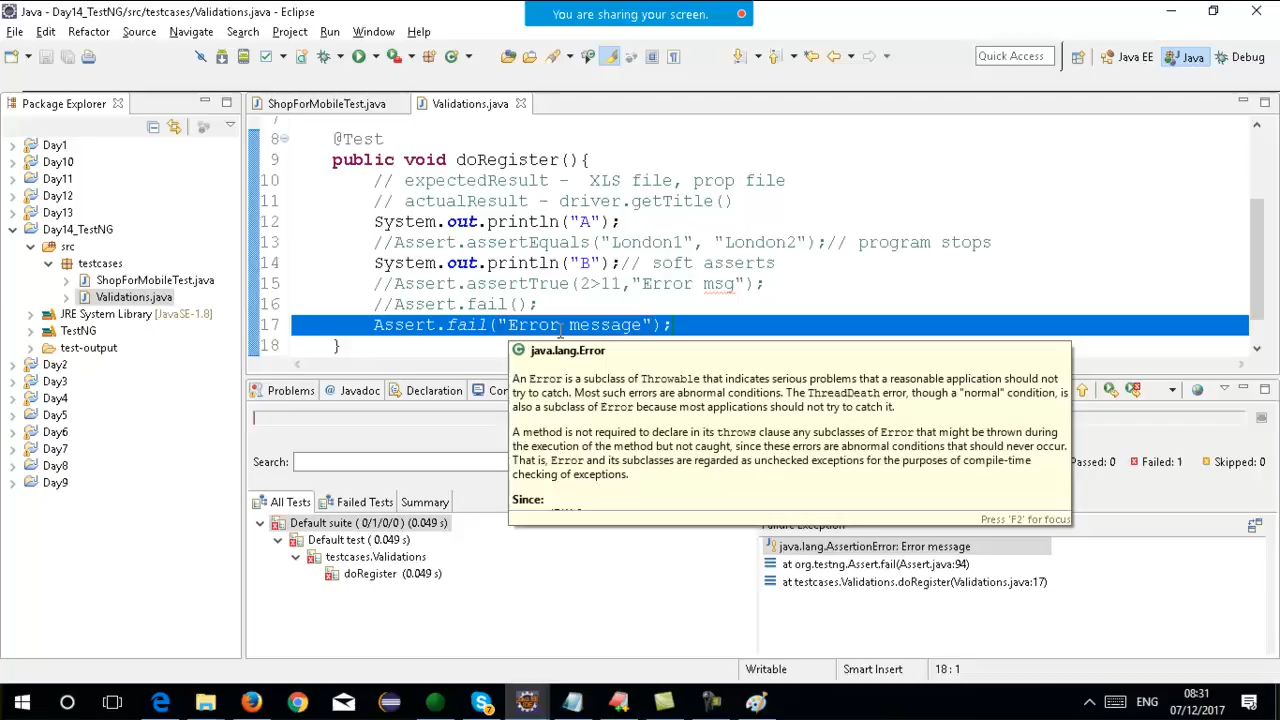 Java - Day14_TestNG/src/testcases/Validations.java - Eclipse
You are sharing your screen.
File Edit Refactor Source Navigate Search Project Run Window Help
Quick Access
Java EE
Java
Debug
Package Explorer
ShopForMobileTest.java
Validations.java
Day1
Day10
Day11
Day12
Day13
Day14_TestNG
src
testcases
ShopForMobileTest.java
Validations.java
JRE System Library [JavaSE-1.8]
TestNG
test-output
Day2
Day3
Day4
Day5
Day6
Day7
Day8
Day9
7
8 @Test
9 public void doRegister(){
10 // expectedResult - XLS file, prop file
11 // actualResult - driver.getTitle()
12 System.out.println("A");
13 //Assert.assertEquals("London1", "London2");// program stops
14 System.out.println("B");// soft asserts
15 //Assert.assertTrue(2>11,"Error msg");
16 //Assert.fail();
17 Assert.fail("Error message");
18 }
java.lang.Error
An Error is a subclass of Throwable that indicates serious problems that a reasonable application should not
try to catch. Most such errors are abnormal conditions. The ThreadDeath error, though a "normal" condition, is
also a subclass of Error because most applications should not try to catch it.
A method is not required to declare in its throws clause any subclasses of Error that might be thrown during
the execution of the method but not caught, since these errors are abnormal conditions that should never occur.
That is, Error and its subclasses are regarded as unchecked exceptions for the purposes of compile-time
checking of exceptions.
Since:
Press 'F2' for focus
Problems
@ Javadoc
Declaration
Search:
Passed: 0
Failed: 1
Skipped: 0
All Tests
Failed Tests
Summary
Default suite ( 0/1/0/0 ) (0.049 s)
Default test ( 0.049 s)
testcases.Validations
doRegister (0.049 s)
Failure Exception
java.lang.AssertionError: Error message
at org.testng.Assert.fail(Assert.java:94)
at testcases.Validations.doRegister(Validations.java:17)
Writable
Smart Insert
18 : 1
ENG
08:31
07/12/2017